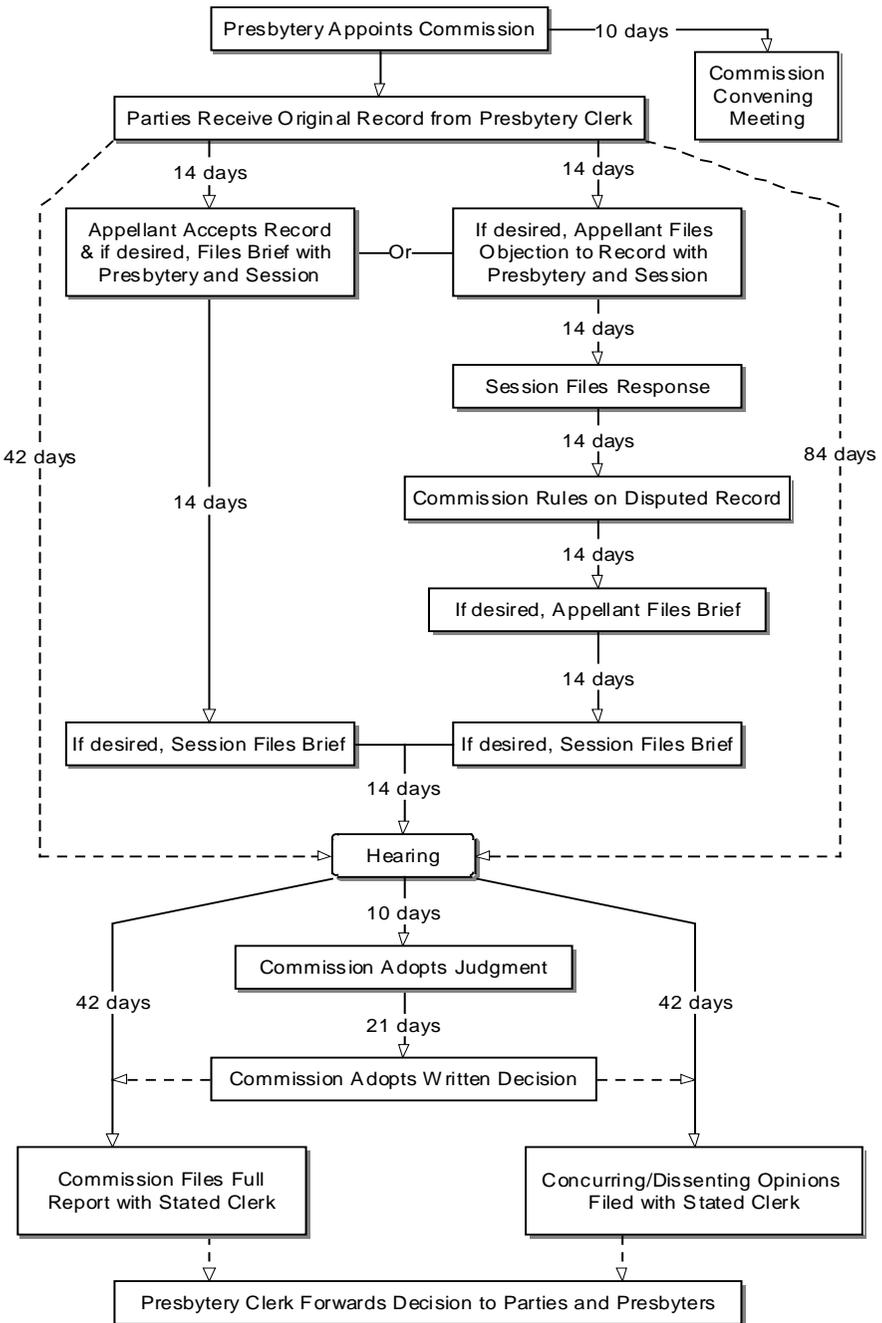 Presbytery Appoints Commission
10 days
Commission
Convening
Meeting
Parties Receive Original Record from Presbytery Clerk
14 days
14 days
Appellant Accepts Record
& if desired, Files Brief with
Presbytery and Session
Or
If desired, Appellant Files
Objection to Record with
Presbytery and Session
14 days
Session Files Response
14 days
42 days
84 days
Commission Rules on Disputed Record
14 days
14 days
If desired, Appellant Files Brief
14 days
If desired, Session Files Brief
If desired, Session Files Brief
14 days
Hearing
10 days
Commission Adopts Judgment
42 days
42 days
21 days
Commission Adopts Written Decision
Commission Files Full
Report with Stated Clerk
Concurring/Dissenting Opinions
Filed with Stated Clerk
Presbytery Clerk Forwards Decision to Parties and Presbyters